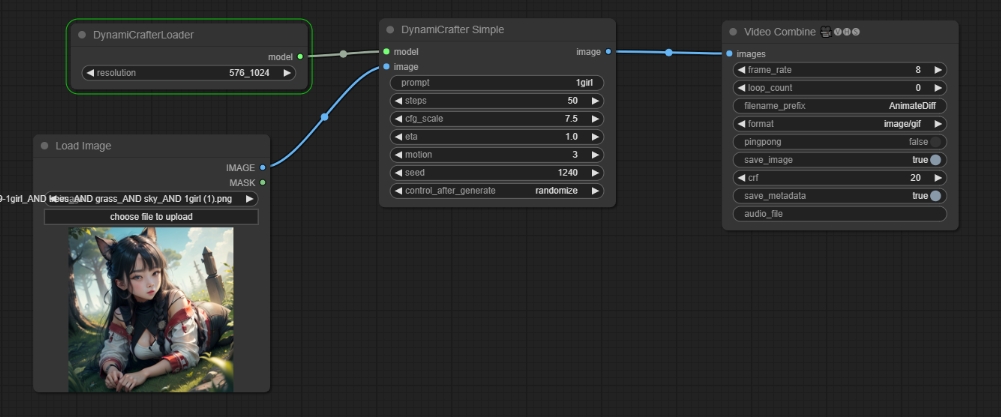 DynamiCrafterLoader
model
resolution 576_1024
Load Image
IMAGE
MASK
AND grass_AND sky_AND 1girl (1).png
choose file to upload
DynamiCrafter Simple
model image
image
prompt 1girl
steps 50
cfg_scale 7.5
eta 1.0
motion 3
seed 1240
control_after_generate randomize
Video Combine 🎥🅥🅗🅢
images
frame_rate 8
loop_count 0
filename_prefix AnimateDiff
format image/gif
pingpong false
save_image true
crf 20
save_metadata true
audio_file